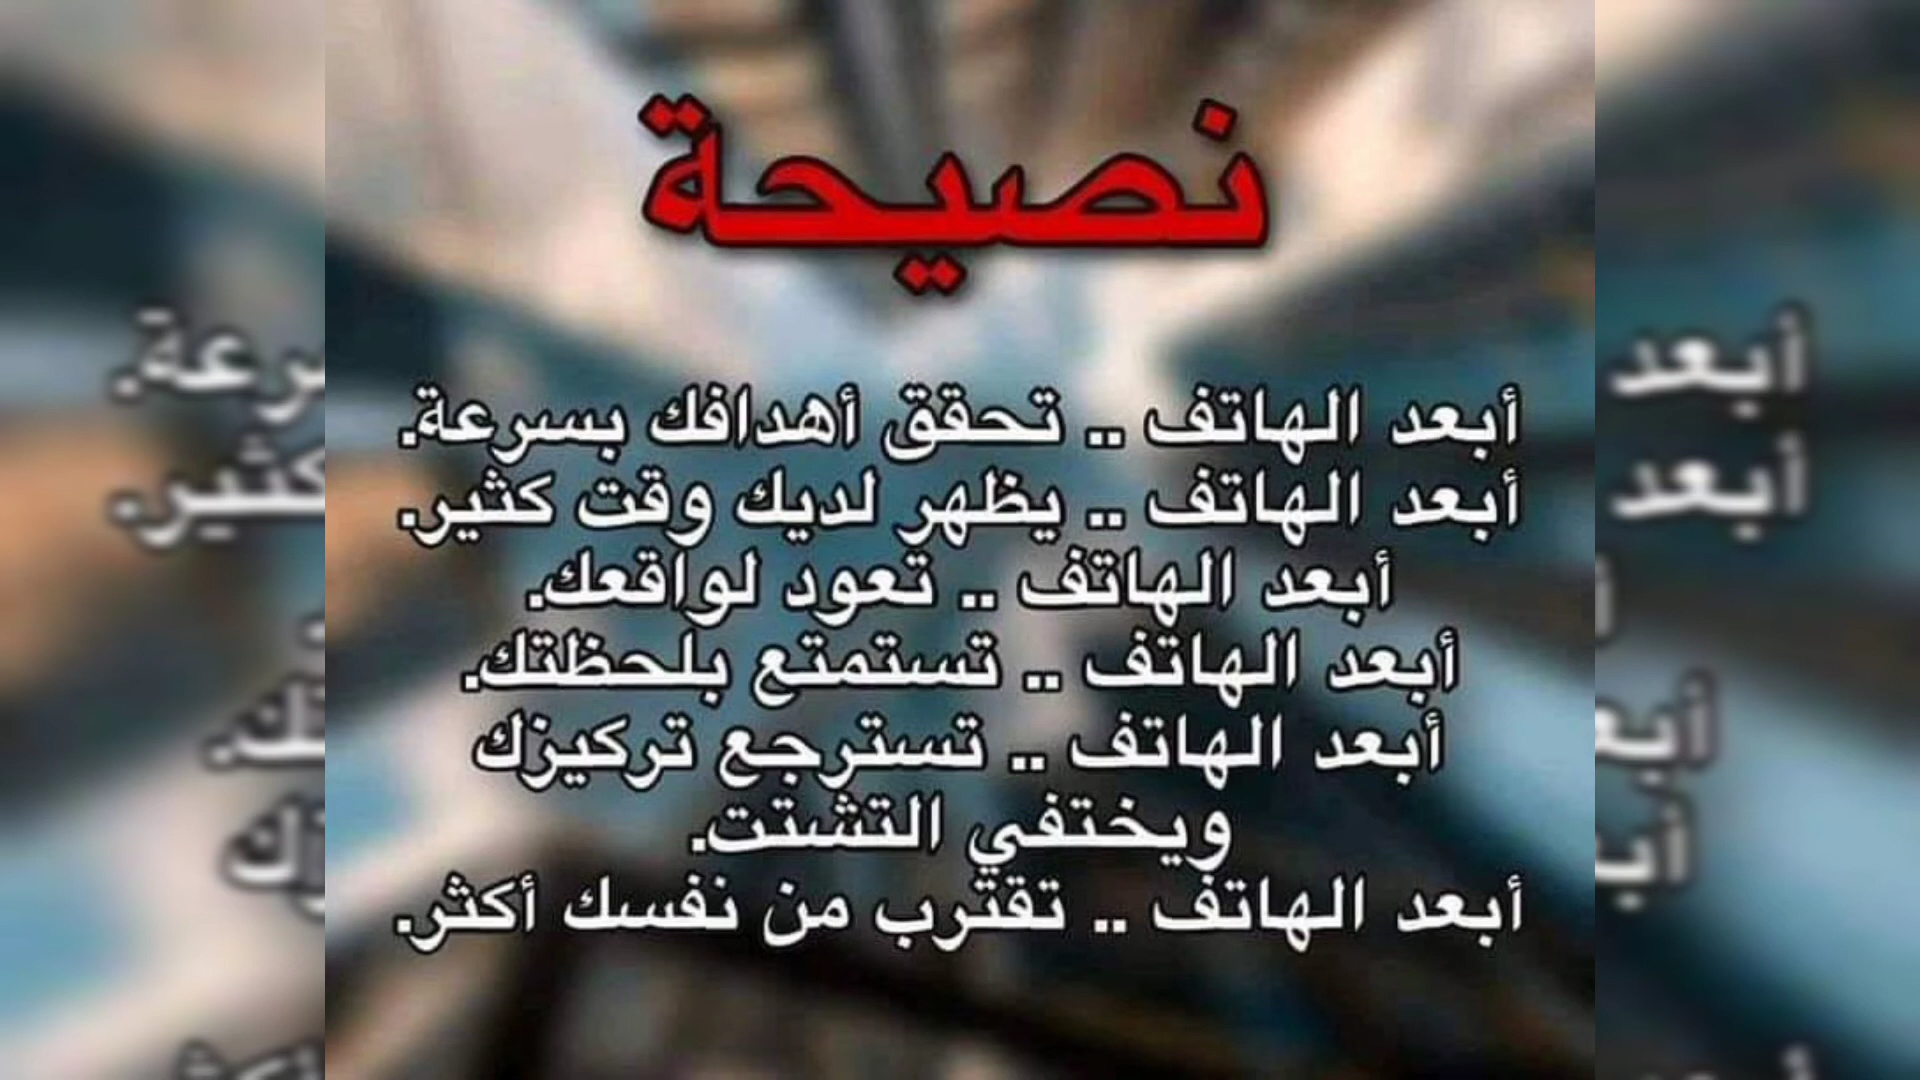 نصيحة
أبعد الهاتف .. تحقق أهدافك بسرعة.
أبعد الهاتف .. يظهر لديك وقت كثير.
أبعد الهاتف .. تعود لواقعك.
أبعد الهاتف .. تستمتع بلحظتك.
أبعد الهاتف .. تسترجع تركيزك
ويختفي التشتت.
أبعد الهاتف .. تقترب من نفسك أكثر.